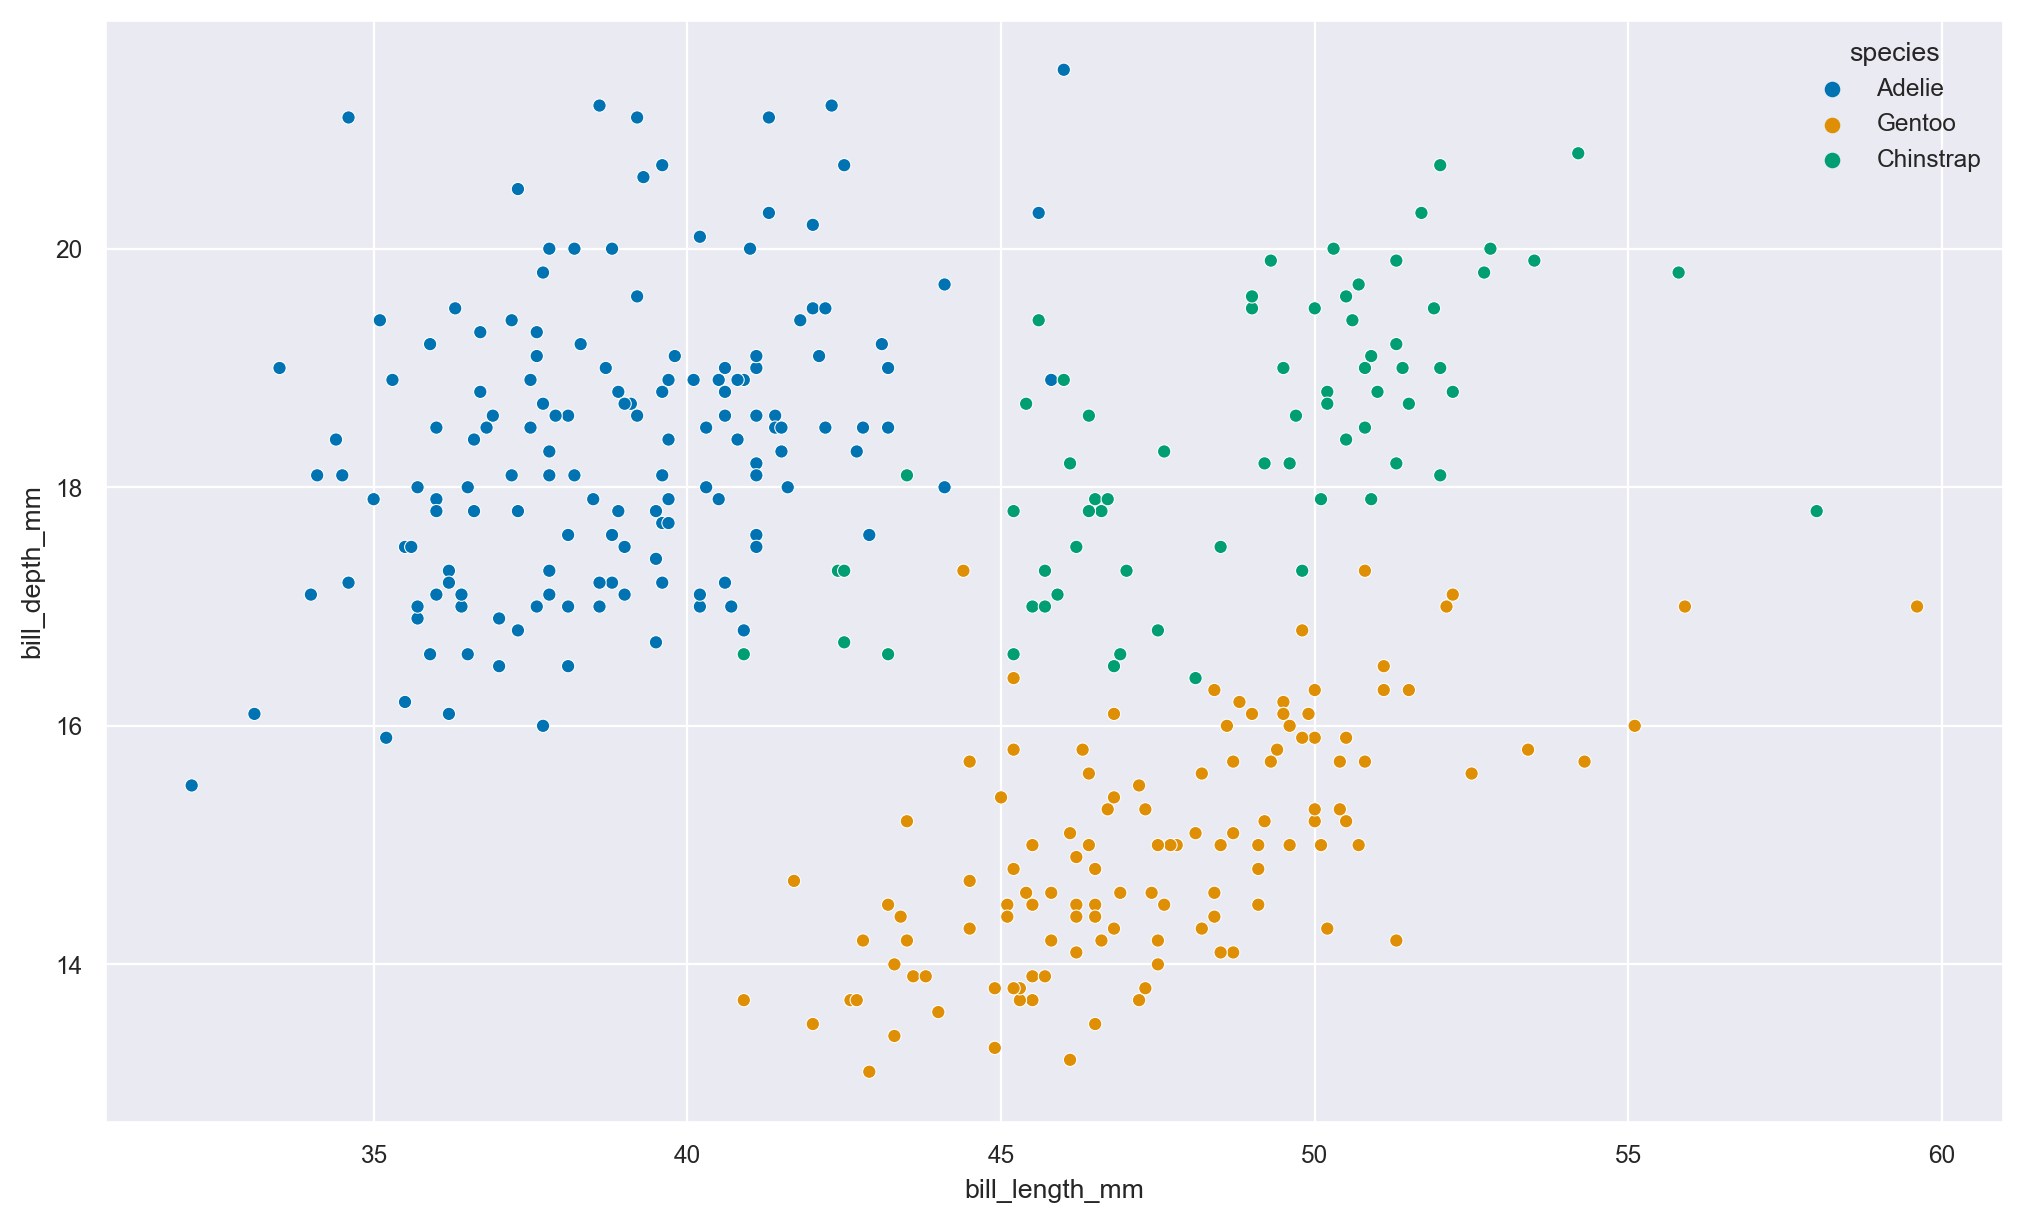 species
Adelie
Gentoo
Chinstrap
bill_depth_mm
20
18
16
14
35 40 45 50 55 60
bill_length_mm